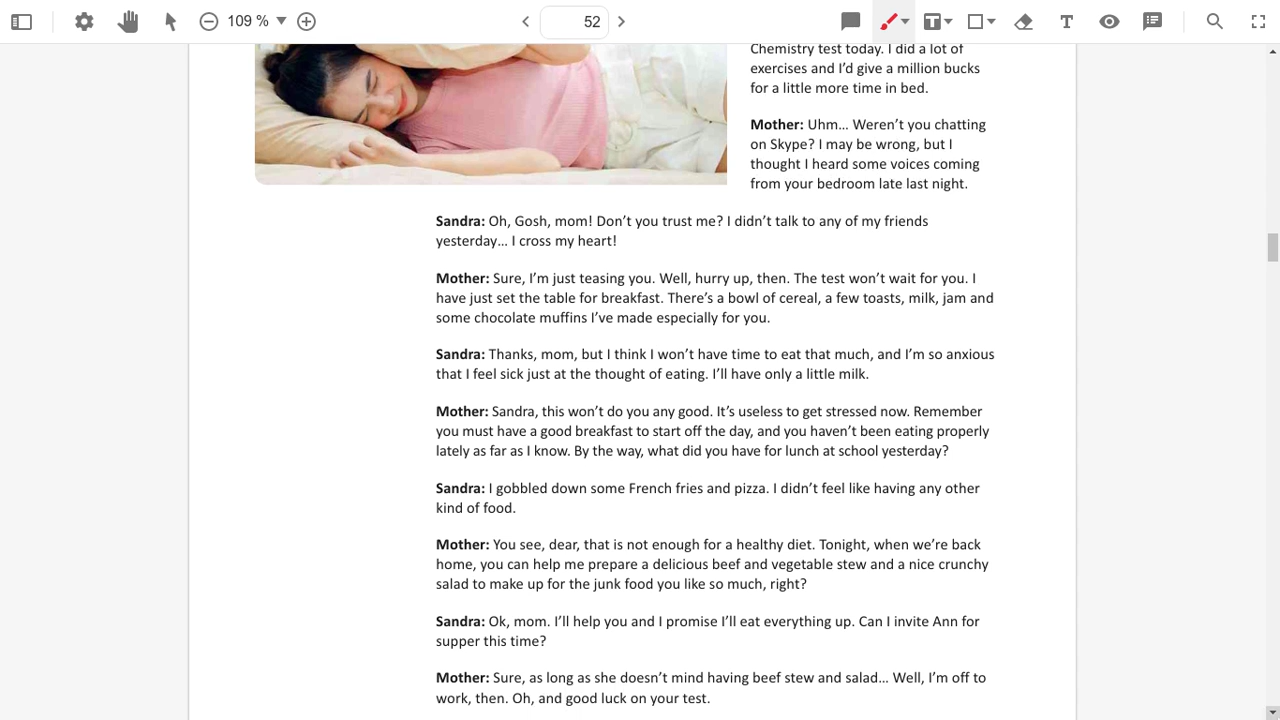 109 %
52
Chemistry test today. I did a lot of
exercises and I’d give a million bucks
for a little more time in bed.
Mother: Uhm… Weren’t you chatting
on Skype? I may be wrong, but I
thought I heard some voices coming
from your bedroom late last night.
Sandra: Oh, Gosh, mom! Don’t you trust me? I didn’t talk to any of my friends
yesterday… I cross my heart!
Mother: Sure, I’m just teasing you. Well, hurry up, then. The test won’t wait for you. I
have just set the table for breakfast. There’s a bowl of cereal, a few toasts, milk, jam and
some chocolate muffins I’ve made especially for you.
Sandra: Thanks, mom, but I think I won’t have time to eat that much, and I’m so anxious
that I feel sick just at the thought of eating. I’ll have only a little milk.
Mother: Sandra, this won’t do you any good. It’s useless to get stressed now. Remember
you must have a good breakfast to start off the day, and you haven’t been eating properly
lately as far as I know. By the way, what did you have for lunch at school yesterday?
Sandra: I gobbled down some French fries and pizza. I didn’t feel like having any other
kind of food.
Mother: You see, dear, that is not enough for a healthy diet. Tonight, when we’re back
home, you can help me prepare a delicious beef and vegetable stew and a nice crunchy
salad to make up for the junk food you like so much, right?
Sandra: Ok, mom. I’ll help you and I promise I’ll eat everything up. Can I invite Ann for
supper this time?
Mother: Sure, as long as she doesn’t mind having beef stew and salad… Well, I’m off to
work, then. Oh, and good luck on your test.